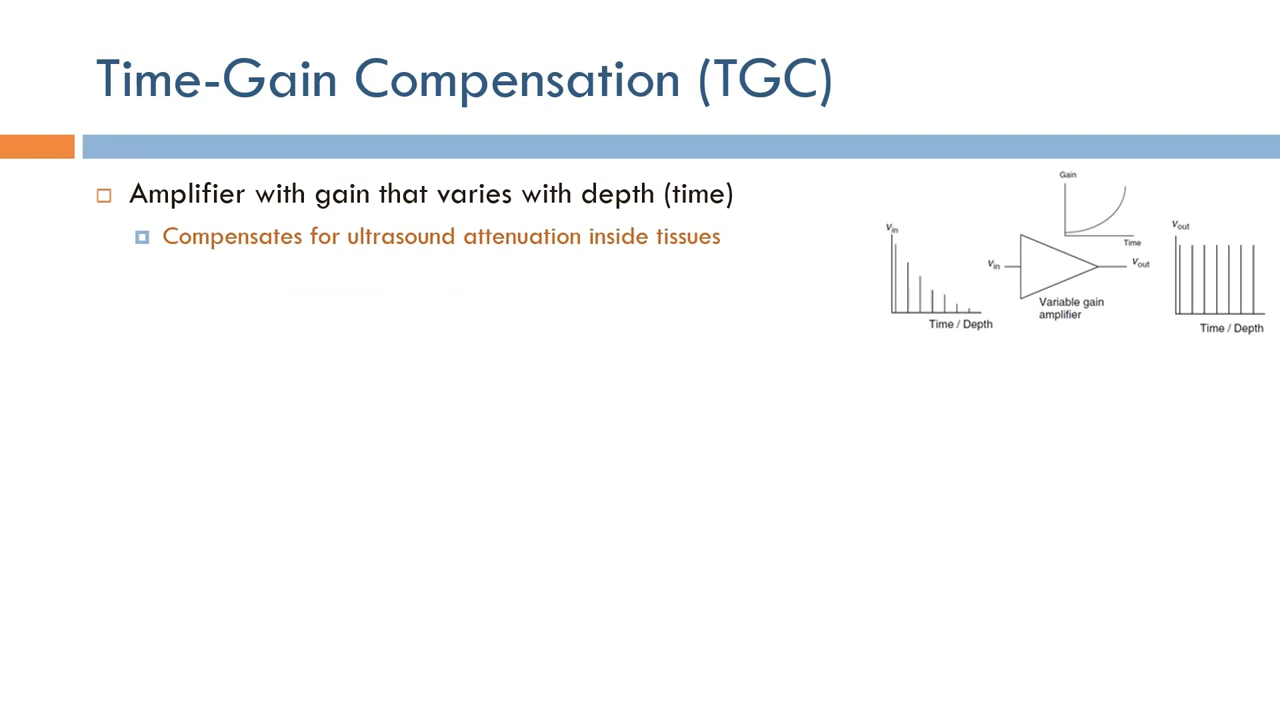 Time-Gain Compensation (TGC)
Amplifier with gain that varies with depth (time)
Compensates for ultrasound attenuation inside tissues
vin
Time / Depth
Gain
Time
vin
vout
Variable gain
amplifier
vout
Time / Depth